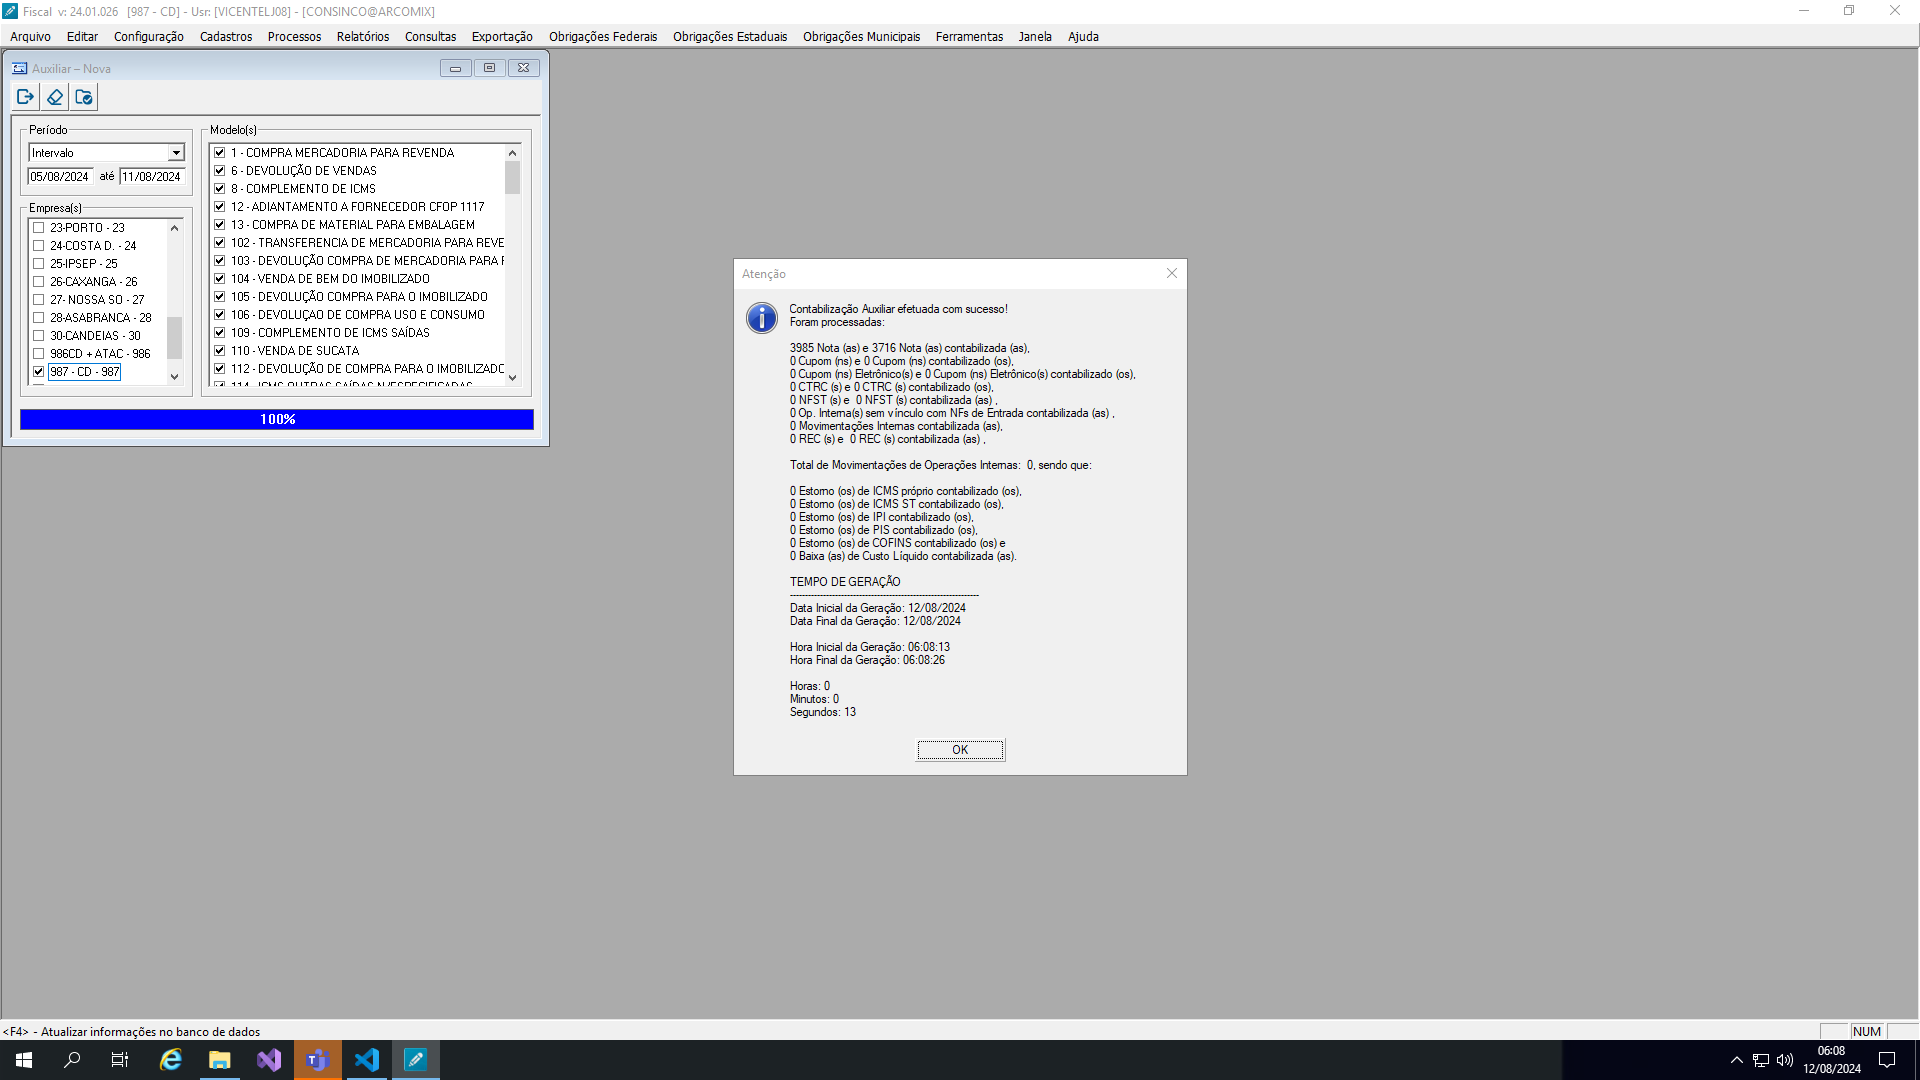 Fiscal v: 24.01.026 [987 - CD] - Usr: [VICENTELJ08] - [CONSINCO@ARCOMIX]
Arquivo Editar Configuração Cadastros Processos Relatórios Consultas Exportação Obrigações Federais Obrigações Estaduais Obrigações Municipais Ferramentas Janela Ajuda
Auxiliar – Nova
Período
Intervalo
05/08/2024 até 11/08/2024
Empresa(s)
23-PORTO - 23
24-COSTA D. - 24
25-IPSEP - 25
26-CAXANGA - 26
27- NOSSA SO - 27
28-ASABRANCA - 28
30-CANDEIAS - 30
986CD + ATAC - 986
987 - CD - 987
Modelo(s)
1 - COMPRA MERCADORIA PARA REVENDA
6 - DEVOLUÇÃO DE VENDAS
8 - COMPLEMENTO DE ICMS
12 - ADIANTAMENTO A FORNECEDOR CFOP 1117
13 - COMPRA DE MATERIAL PARA EMBALAGEM
102 - TRANSFERENCIA DE MERCADORIA PARA REVE
103 - DEVOLUÇÃO COMPRA DE MERCADORIA PARA F
104 - VENDA DE BEM DO IMOBILIZADO
105 - DEVOLUÇÃO COMPRA PARA O IMOBILIZADO
106 - DEVOLUÇAO DE COMPRA USO E CONSUMO
109 - COMPLEMENTO DE ICMS SAÍDAS
110 - VENDA DE SUCATA
112 - DEVOLUÇÃO DE COMPRA PARA O IMOBILIZADO
114 - ICMS OUTRAS SAÍDAS N/ESPECIFICADAS
100%
Atenção
Contabilização Auxiliar efetuada com sucesso!
Foram processadas:
3985 Nota (as) e 3716 Nota (as) contabilizada (as),
0 Cupom (ns) e 0 Cupom (ns) contabilizado (os),
0 Cupom (ns) Eletrônico(s) e 0 Cupom (ns) Eletrônico(s) contabilizado (os),
0 CTRC (s) e 0 CTRC (s) contabilizado (os),
0 NFST (s) e 0 NFST (s) contabilizada (as) ,
0 Op. Interna(s) sem vínculo com NFs de Entrada contabilizada (as) ,
0 Movimentações Internas contabilizada (as),
0 REC (s) e 0 REC (s) contabilizada (as) ,
Total de Movimentações de Operações Internas: 0, sendo que:
0 Estorno (os) de ICMS próprio contabilizado (os),
0 Estorno (os) de ICMS ST contabilizado (os),
0 Estorno (os) de IPI contabilizado (os),
0 Estorno (os) de PIS contabilizado (os),
0 Estorno (os) de COFINS contabilizado (os) e
0 Baixa (as) de Custo Líquido contabilizada (as).
TEMPO DE GERAÇÃO
---------------------------------------------------------------
Data Inicial da Geração: 12/08/2024
Data Final da Geração: 12/08/2024
Hora Inicial da Geração: 06:08:13
Hora Final da Geração: 06:08:26
Horas: 0
Minutos: 0
Segundos: 13
OK
<F4> - Atualizar informações no banco de dados
NUM
06:08
12/08/2024